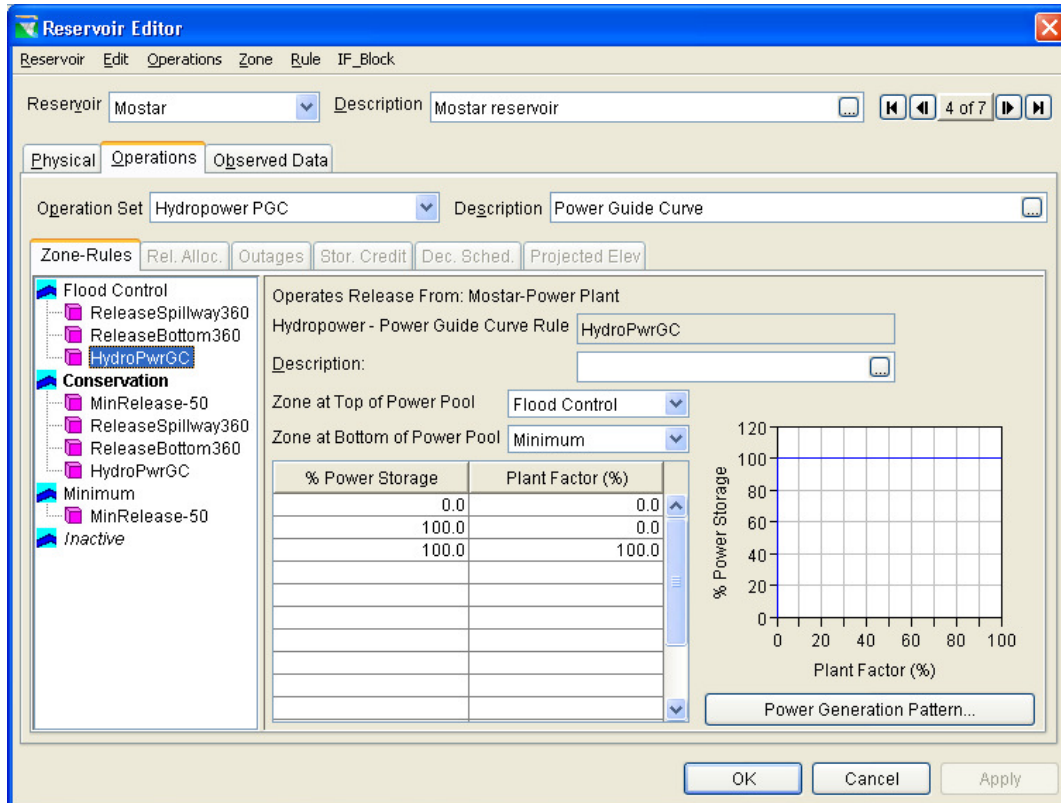 Reservoir Editor
Reservoir Edit Operations Zone Rule IF_Block
Reservoir Mostar Description Mostar reservoir ... 4 of 7
Physical Operations Observed Data
Operation Set Hydropower PGC Description Power Guide Curve ...
Zone-Rules Rel. Alloc. Outages Stor. Credit Dec. Sched. Projected Elev
Flood Control
ReleaseSpillway360
ReleaseBottom360
HydroPwrGC
Conservation
MinRelease-50
ReleaseSpillway360
ReleaseBottom360
HydroPwrGC
Minimum
MinRelease-50
Inactive
Operates Release From: Mostar-Power Plant
Hydropower - Power Guide Curve Rule HydroPwrGC
Description: ...
Zone at Top of Power Pool Flood Control
Zone at Bottom of Power Pool Minimum
% Power Storage Plant Factor (%)
0.0 0.0
100.0 0.0
100.0 100.0
% Power Storage
120
100
80
60
40
20
0
0 20 40 60 80 100
Plant Factor (%)
Power Generation Pattern...
OK Cancel Apply